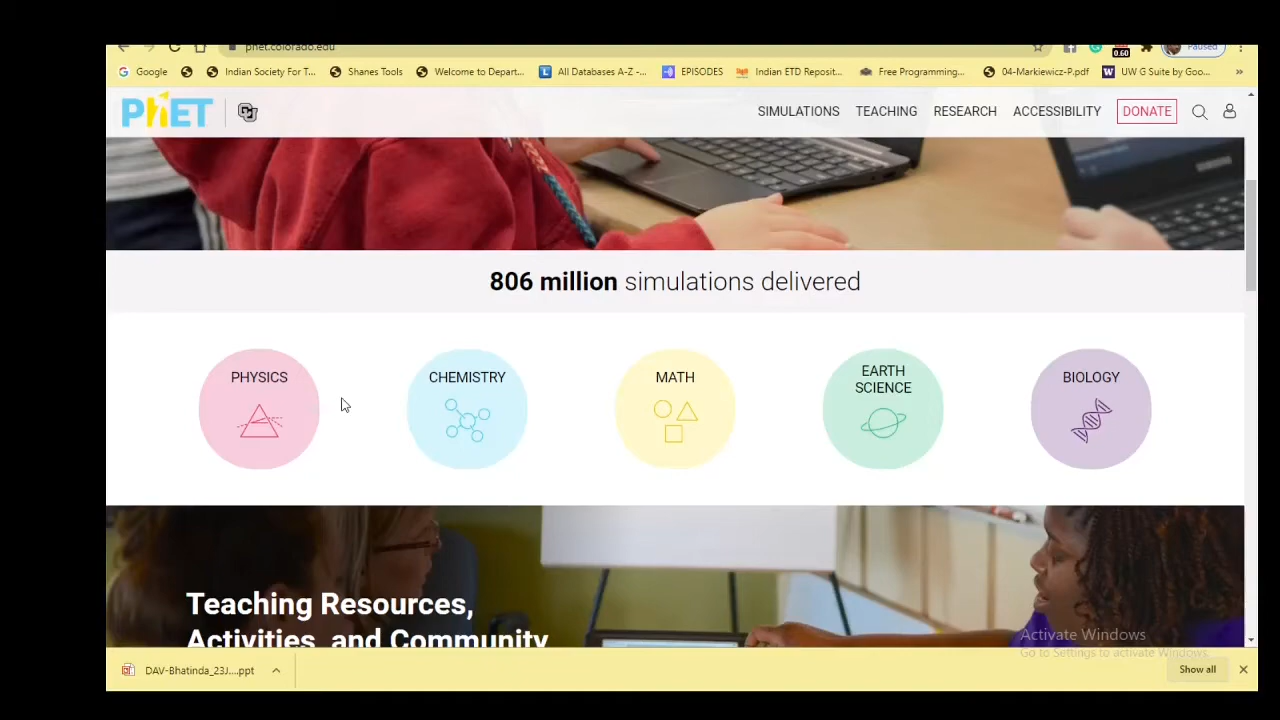 phet.colorado.edu
0.60
Paused
Google
Indian Society For T...
Shanes Tools
Welcome to Depart...
All Databases A-Z -...
EPISODES
Indian ETD Reposit...
Free Programming...
04-Markiewicz-P.pdf
UW G Suite by Goo...
»
PhET
SIMULATIONS
TEACHING
RESEARCH
ACCESSIBILITY
DONATE
806 million simulations delivered
PHYSICS
CHEMISTRY
MATH
EARTH
SCIENCE
BIOLOGY
Teaching Resources,
Activities, and Community
Activate Windows
Go to Settings to activate Windows.
DAV-Bhatinda_23J....ppt
Show all